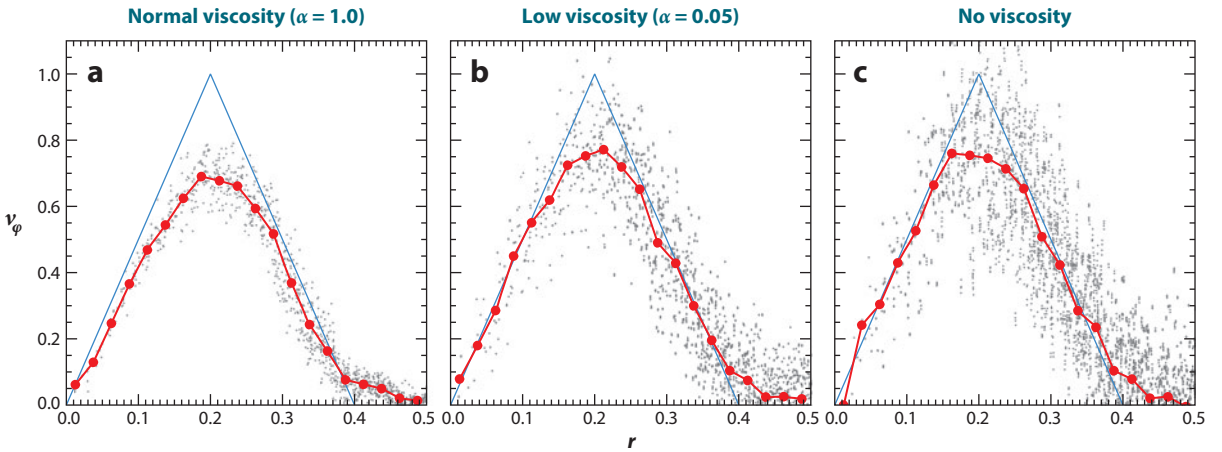 Normal viscosity (α = 1.0)
Low viscosity (α = 0.05)
No viscosity
a
b
c
1.0
0.8
0.6
0.4
0.2
0.0
vφ
0.0 0.1 0.2 0.3 0.4 0.5
0.0 0.1 0.2 0.3 0.4 0.5
0.0 0.1 0.2 0.3 0.4 0.5
r